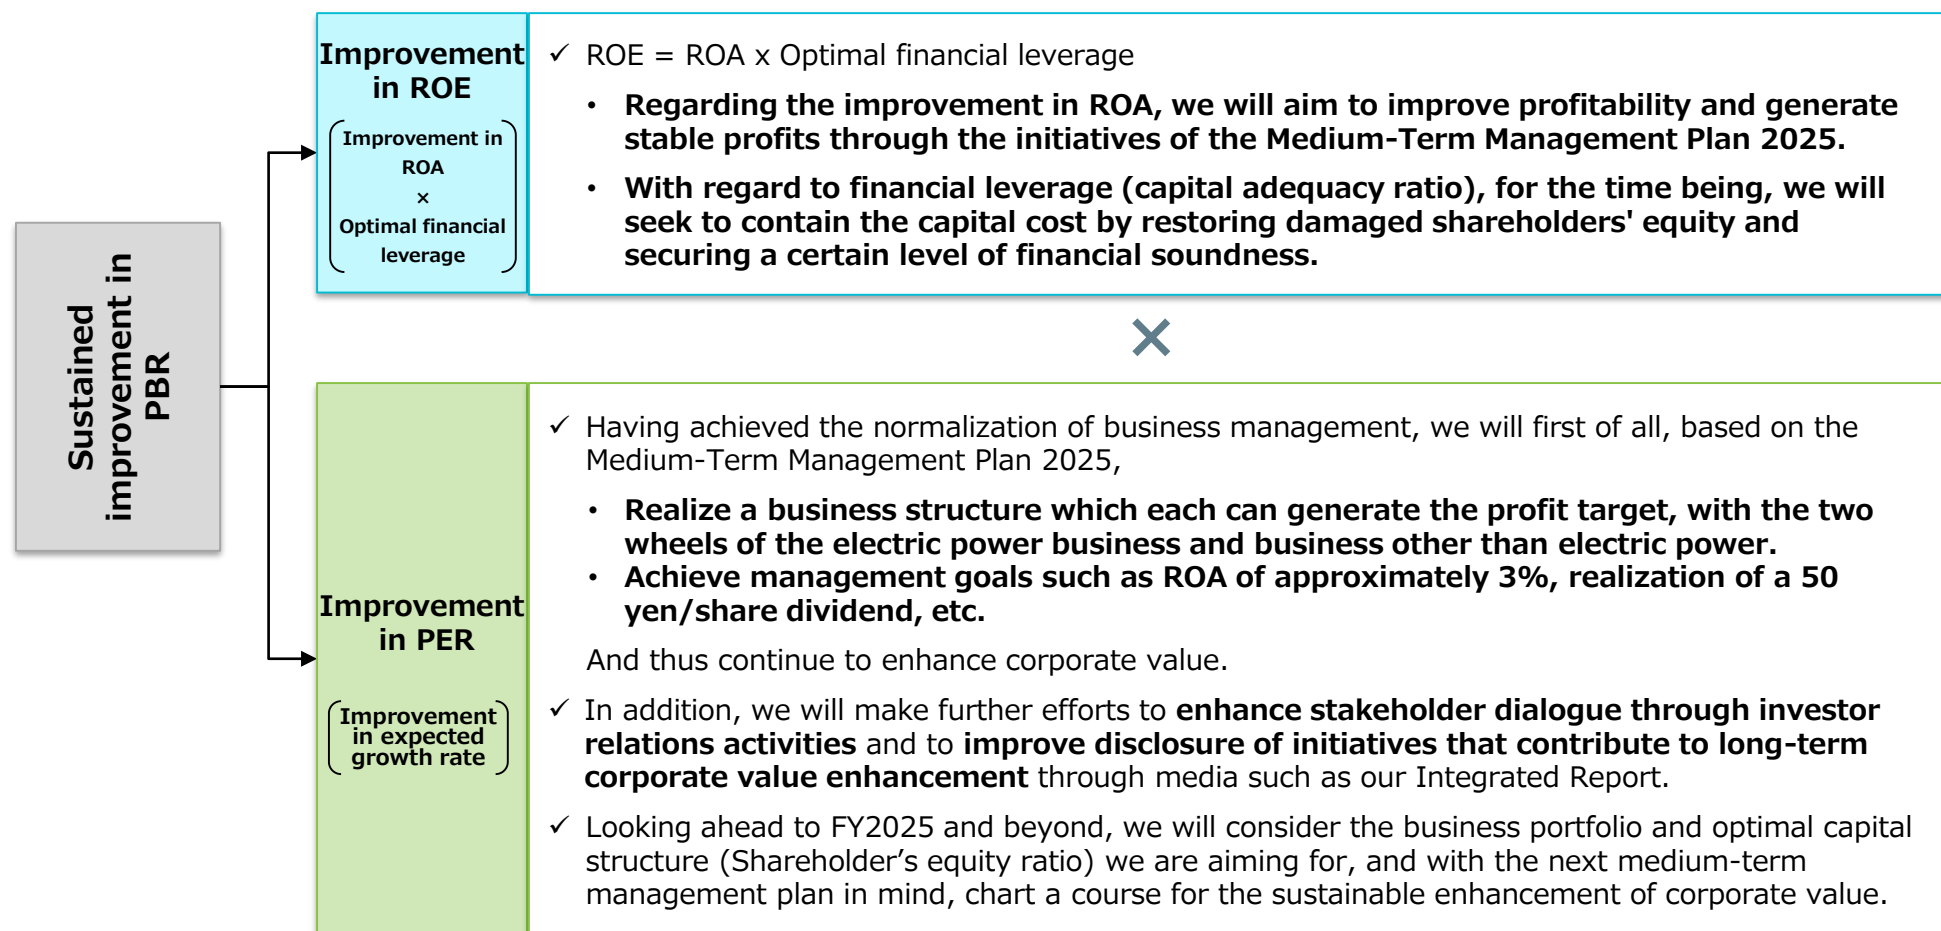 Sustained
improvement in
PBR
Improvement
in ROE
Improvement in
ROA
×
Optimal financial
leverage
✓ ROE = ROA x Optimal financial leverage
• Regarding the improvement in ROA, we will aim to improve profitability and generate
stable profits through the initiatives of the Medium-Term Management Plan 2025.
• With regard to financial leverage (capital adequacy ratio), for the time being, we will
seek to contain the capital cost by restoring damaged shareholders' equity and
securing a certain level of financial soundness.
×
Improvement
in PER
Improvement
in expected
growth rate
✓ Having achieved the normalization of business management, we will first of all, based on the
Medium-Term Management Plan 2025,
• Realize a business structure which each can generate the profit target, with the two
wheels of the electric power business and business other than electric power.
• Achieve management goals such as ROA of approximately 3%, realization of a 50
yen/share dividend, etc.
And thus continue to enhance corporate value.
✓ In addition, we will make further efforts to enhance stakeholder dialogue through investor
relations activities and to improve disclosure of initiatives that contribute to long-term
corporate value enhancement through media such as our Integrated Report.
✓ Looking ahead to FY2025 and beyond, we will consider the business portfolio and optimal capital
structure (Shareholder’s equity ratio) we are aiming for, and with the next medium-term
management plan in mind, chart a course for the sustainable enhancement of corporate value.